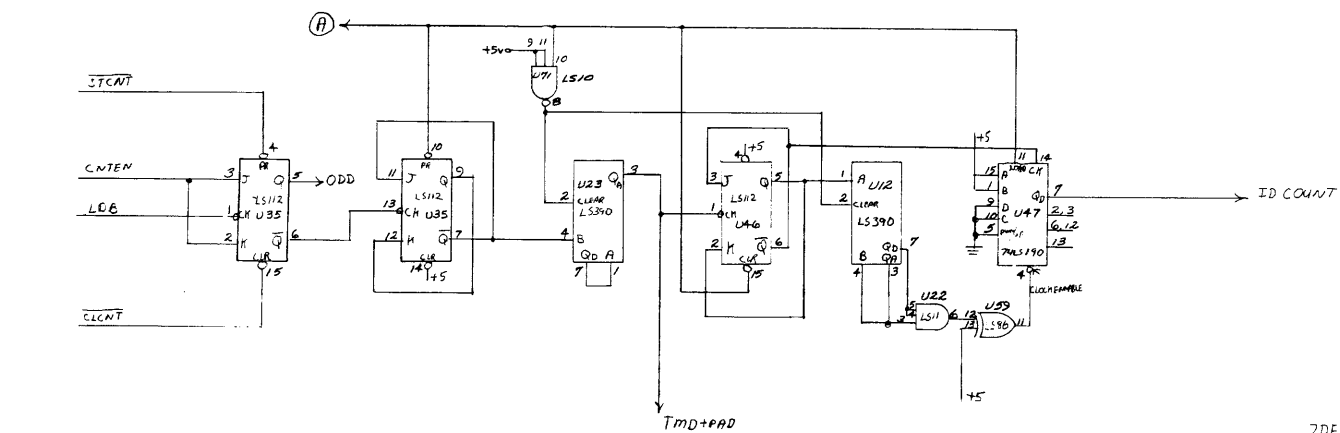 A
+5v
9 11
10
U71
LS10
8
ITCNT
4
PR
CNTEN
3 J Q 5 ODD
LS112
LDB
1 CK U35
2 K Q 6
CLR
15
CLCNT
10
PR
11 J Q 9
LS112
13 CK U35
12 K Q 7
CLR
14 +5
U23
QA 3
2 CLEAR
LS390
4 B
QD A
7 1
TMD+PAD
4 +5
3 J Q 5
LS112
1 CK
U46
2 K Q 6
CLR
15
1 A U12
2 CLEAR
LS390
QD 7
B QA
4 3
U22
5
4
3
LS11
6
U59
12
13
LS86
11
+5
+5
11 14
LOAD CK
15 A
1 B QD 7
9 D
10 C U47
5
2,3
6,12
13
74LS190
4
CLOCK ENABLE
ID COUNT